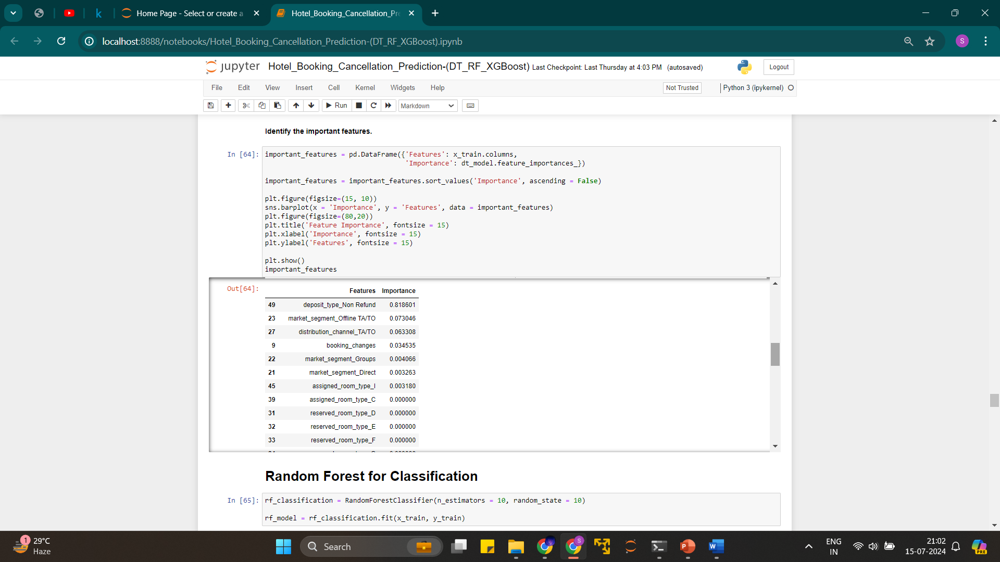 Home Page - Select or create a
Hotel_Booking_Cancellation_Pre
localhost:8888/notebooks/Hotel_Booking_Cancellation_Prediction-(DT_RF_XGBoost).ipynb
S
jupyter Hotel_Booking_Cancellation_Prediction-(DT_RF_XGBoost) Last Checkpoint: Last Thursday at 4:03 PM (autosaved)
Logout
File Edit View Insert Cell Kernel Widgets Help
Not Trusted
Python 3 (ipykernel)
Run
Markdown
Identify the important features.
In [64]: important_features = pd.DataFrame({'Features': x_train.columns,
'Importance': dt_model.feature_importances_})
important_features = important_features.sort_values('Importance', ascending = False)
plt.figure(figsize=(15, 10))
sns.barplot(x = 'Importance', y = 'Features', data = important_features)
plt.figure(figsize=(80,20))
plt.title('Feature Importance', fontsize = 15)
plt.xlabel('Importance', fontsize = 15)
plt.ylabel('Features', fontsize = 15)
plt.show()
important_features
Out[64]:
Features Importance
49 deposit_type_Non Refund 0.818601
23 market_segment_Offline TA/TO 0.073046
27 distribution_channel_TA/TO 0.063308
9 booking_changes 0.034535
22 market_segment_Groups 0.004066
21 market_segment_Direct 0.003263
45 assigned_room_type_I 0.003180
39 assigned_room_type_C 0.000000
31 reserved_room_type_D 0.000000
32 reserved_room_type_E 0.000000
33 reserved_room_type_F 0.000000
Random Forest for Classification
In [65]: rf_classification = RandomForestClassifier(n_estimators = 10, random_state = 10)
rf_model = rf_classification.fit(x_train, y_train)
1
29°C
Haze
Search
ENG
IN
21:02
15-07-2024